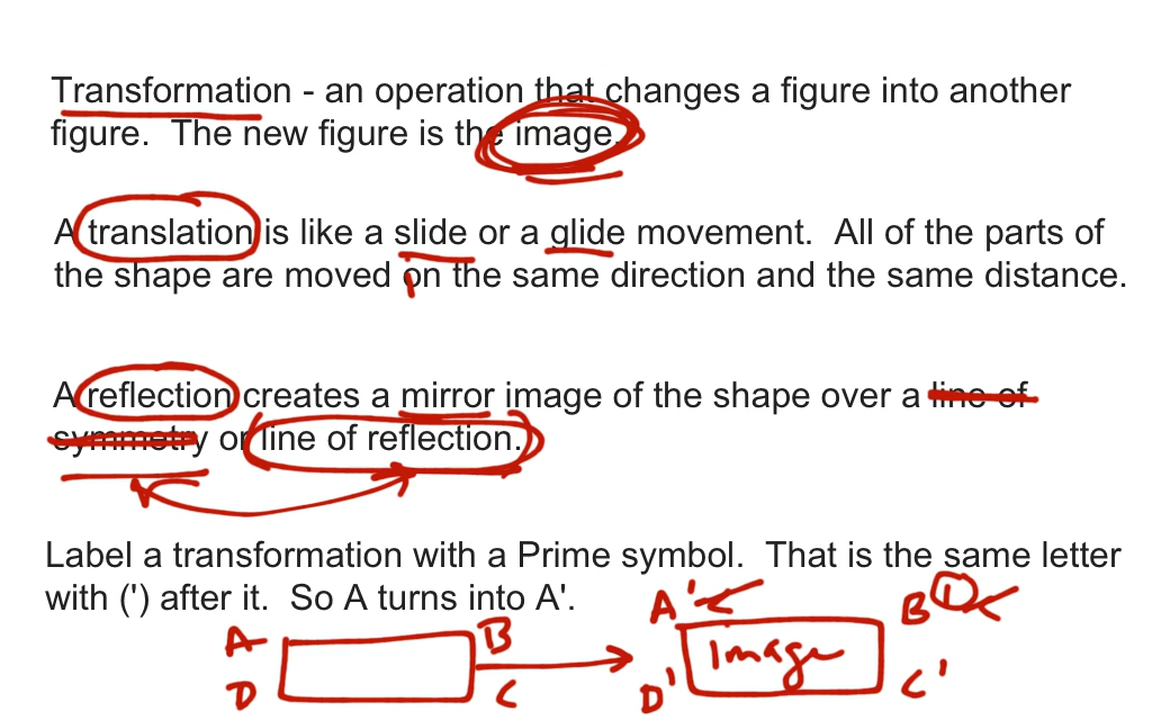 Transformation - an operation that changes a figure into another
figure. The new figure is the image.
A translation is like a slide or a glide movement. All of the parts of
the shape are moved on the same direction and the same distance.
A reflection creates a mirror image of the shape over a line of
symmetry or line of reflection.
Label a transformation with a Prime symbol. That is the same letter
with (') after it. So A turns into A'.
A B A' B'
Image
D C D' C'